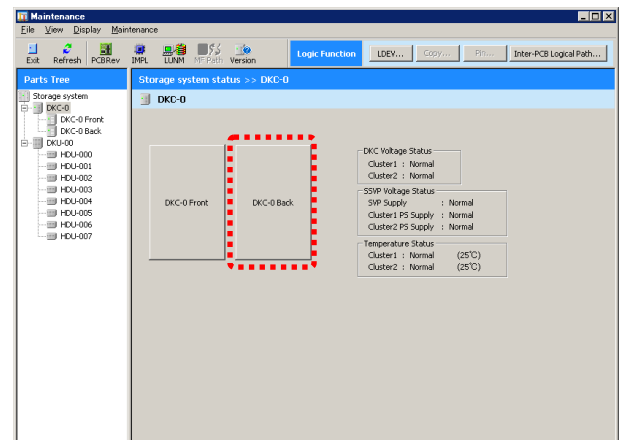 Maintenance
File View Display Maintenance
Exit Refresh PCBRev IMPL LUNM MF Path Version Logic Function LDEV... Copy... Pin... Inter-PCB Logical Path...
Parts Tree
Storage system
DKC-0
DKC-0 Front
DKC-0 Back
DKU-00
HDU-000
HDU-001
HDU-002
HDU-003
HDU-004
HDU-005
HDU-006
HDU-007
Storage system status >> DKC-0
DKC-0
DKC-0 Front
DKC-0 Back
DKC Voltage Status
Cluster1 : Normal
Cluster2 : Normal
SSVP Voltage Status
SVP Supply : Normal
Cluster1 PS Supply : Normal
Cluster2 PS Supply : Normal
Temperature Status
Cluster1 : Normal (25℃)
Cluster2 : Normal (25℃)